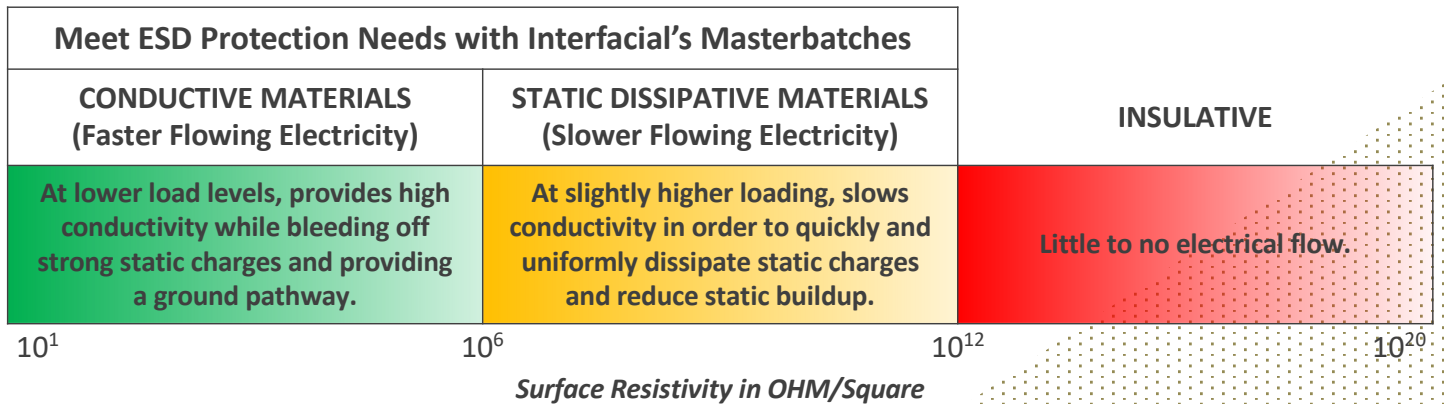 Meet ESD Protection Needs with Interfacial's Masterbatches
CONDUCTIVE MATERIALS
(Faster Flowing Electricity)
STATIC DISSIPATIVE MATERIALS
(Slower Flowing Electricity)
INSULATIVE
At lower load levels, provides high
conductivity while bleeding off
strong static charges and providing
a ground pathway.
At slightly higher loading, slows
conductivity in order to quickly and
uniformly dissipate static charges
and reduce static buildup.
Little to no electrical flow.
10¹ 10⁶ 10¹² 10²⁰
Surface Resistivity in OHM/Square